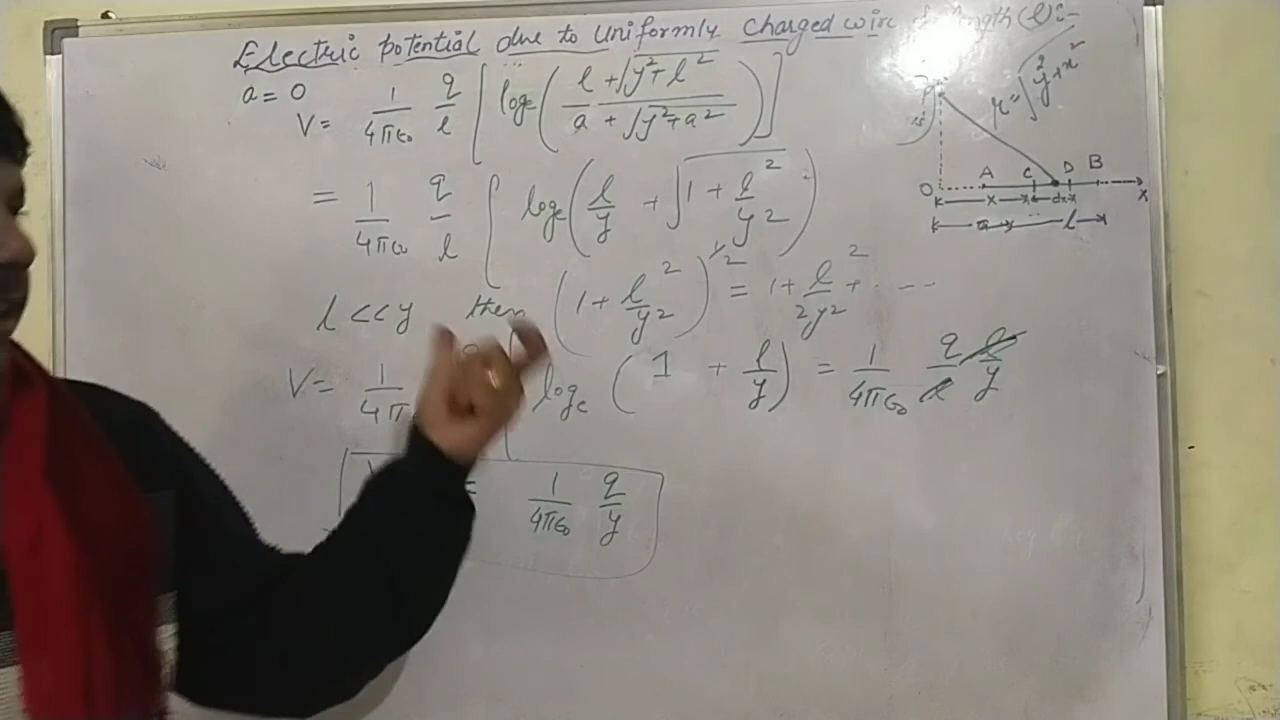 Electric potential due to Uniformly Charged wire of length (l):-
a = 0
V = 1/4πε₀ q/l [ logₑ ( l + √y² + l² / a + √y² + a² ) ]
= 1/4πε₀ q/l [ logₑ ( l/y + √1 + l²/y² )
l << y then ( 1 + l²/y² )^1/2 = 1 + l²/2y² + - - - -
V = 1/4π logₑ ( 1 + l/y ) = 1/4πε₀ q/l l/y
= 1/4πε₀ q/y
r = √y² + x²
O A C D B x
x dx
a l